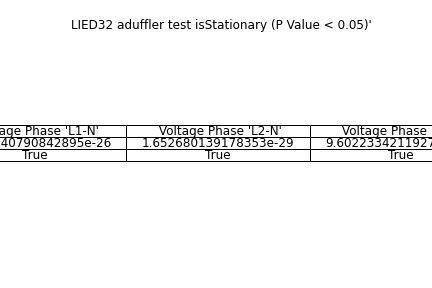 LIED32 aduffler test isStationary (P Value < 0.05)'
age Phase 'L1-N' Voltage Phase 'L2-N' Voltage Phase
40790842895e-26 1.652680139178353e-29 9.6022334211927
True True True